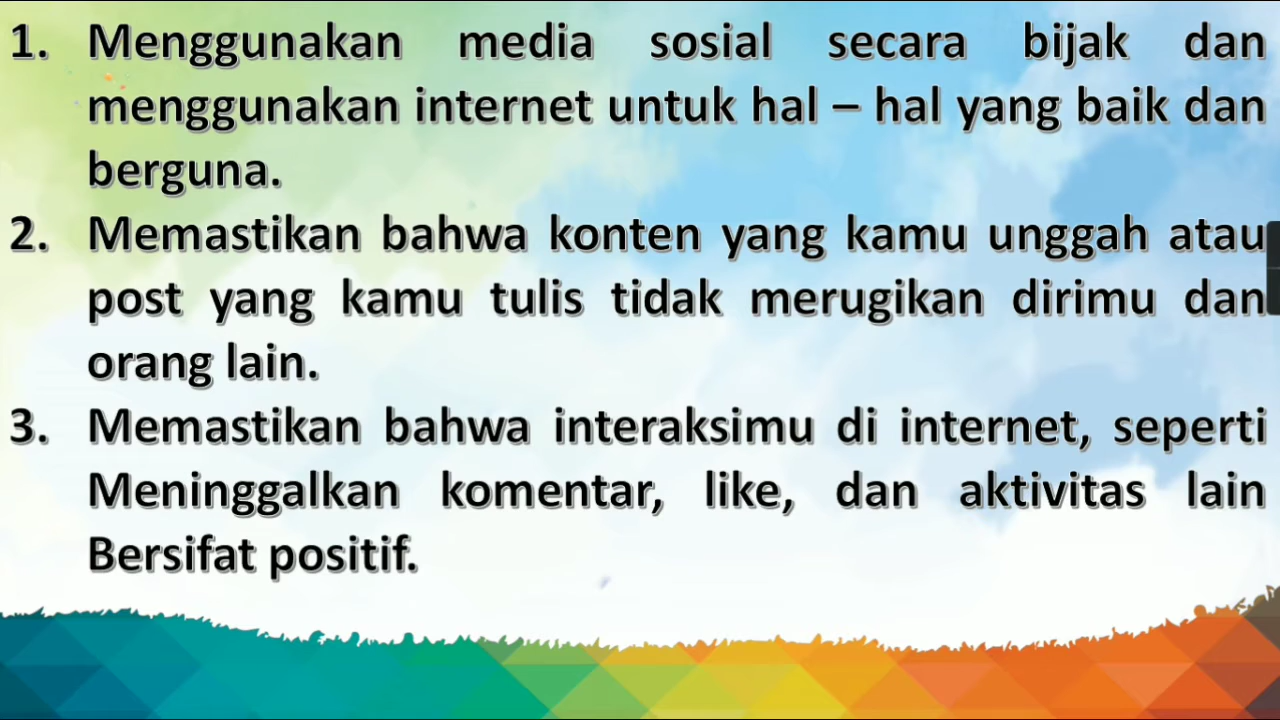 1. Menggunakan media sosial secara bijak dan
menggunakan internet untuk hal – hal yang baik dan
berguna.
2. Memastikan bahwa konten yang kamu unggah atau
post yang kamu tulis tidak merugikan dirimu dan
orang lain.
3. Memastikan bahwa interaksimu di internet, seperti
Meninggalkan komentar, like, dan aktivitas lain
Bersifat positif.